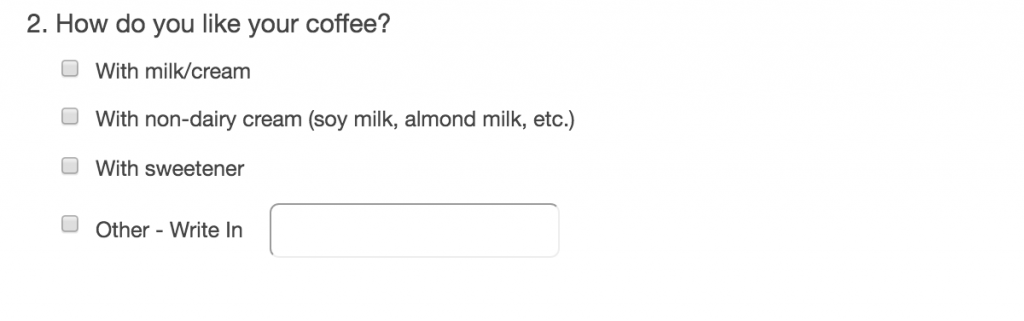 2. How do you like your coffee?
With milk/cream
With non-dairy cream (soy milk, almond milk, etc.)
With sweetener
Other - Write In